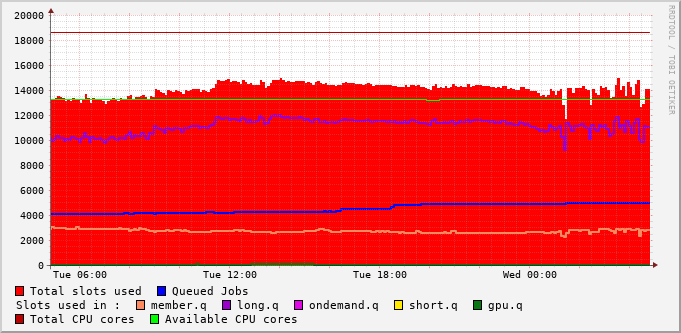 20000
18000
16000
14000
12000
10000
8000
6000
4000
2000
0
Tue 06:00 Tue 12:00 Tue 18:00 Wed 00:00
RRDTOOL / TOBI OETIKER
Total slots used Queued Jobs
Slots used in : member.q long.q ondemand.q short.q gpu.q
Total CPU cores Available CPU cores